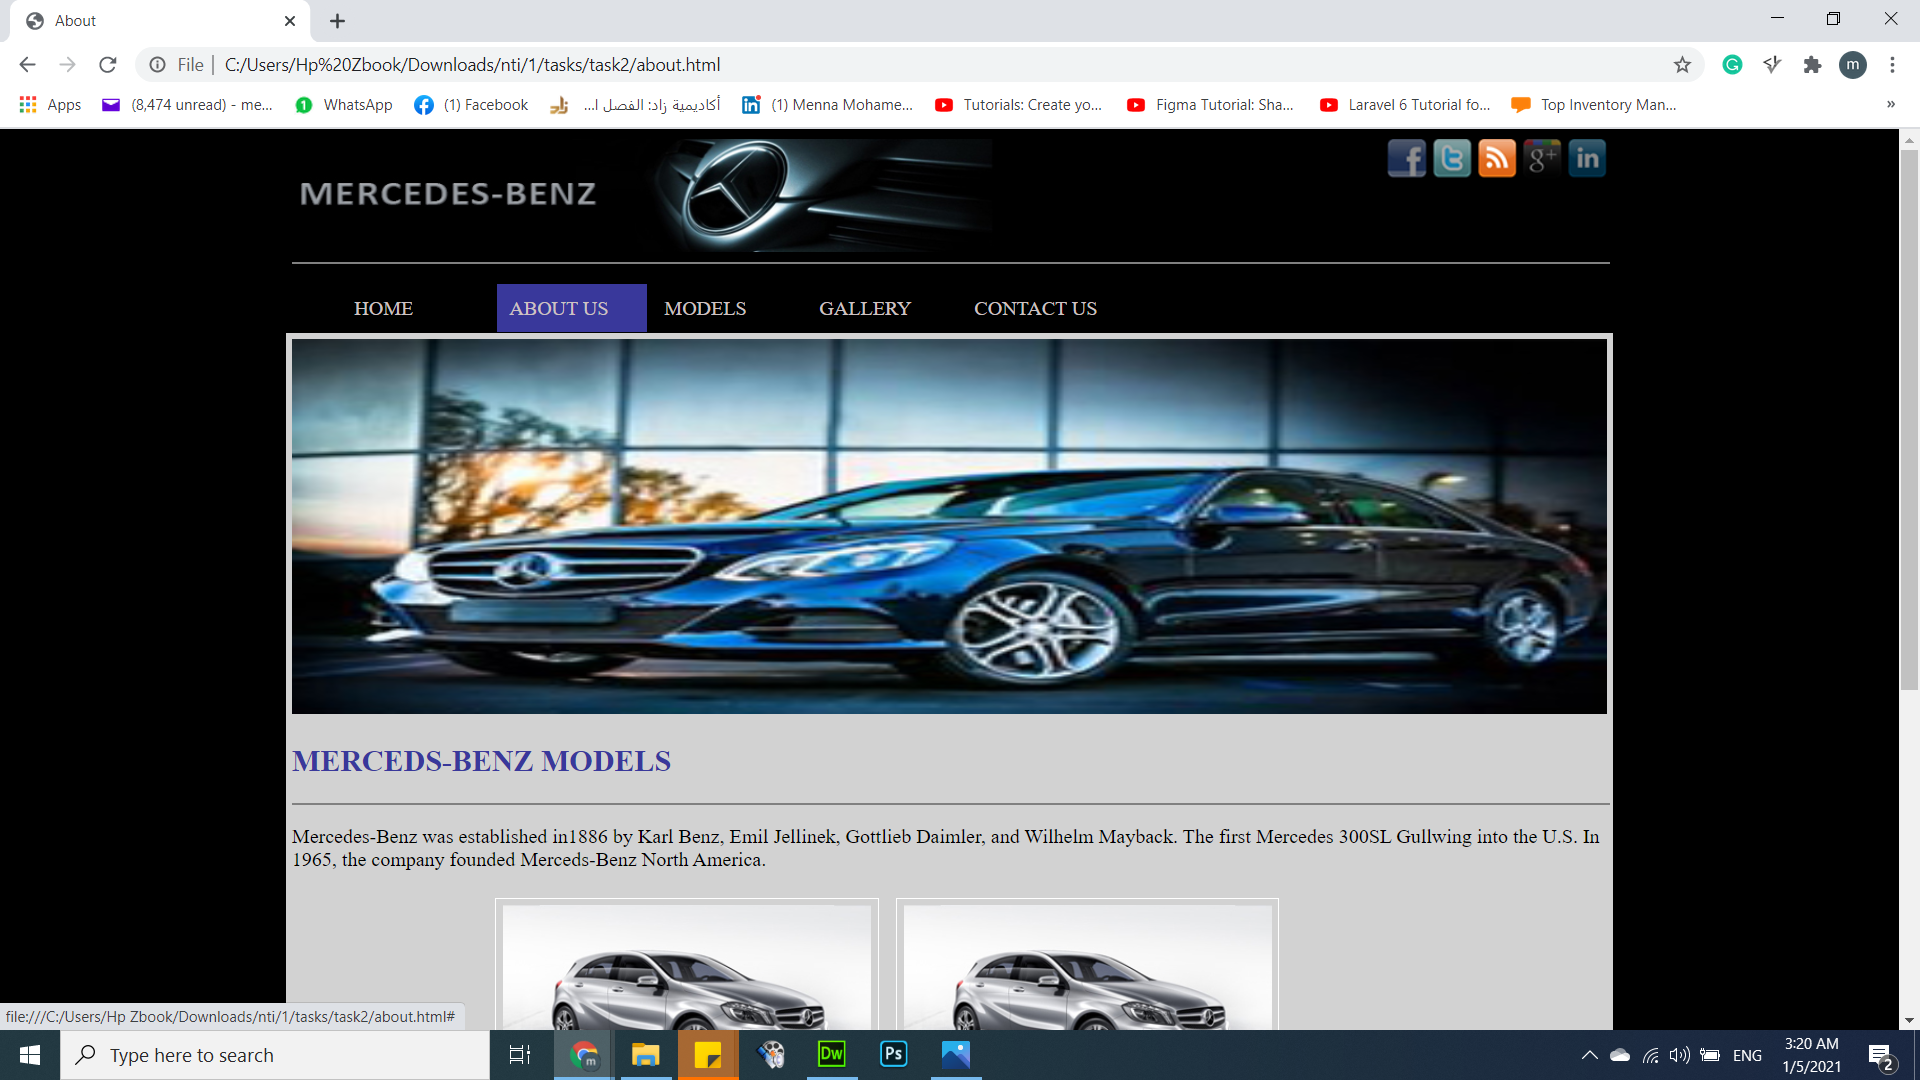 About
File | C:/Users/Hp%20Zbook/Downloads/nti/1/tasks/task2/about.html
m
Apps
(8,474 unread) - me...
1
WhatsApp
(1) Facebook
أكاديمية زاد: الفصل ا...
(1) Menna Mohame...
Tutorials: Create yo...
Figma Tutorial: Sha...
Laravel 6 Tutorial fo...
Top Inventory Man...
»
MERCEDES-BENZ
f
g+
in
HOME
ABOUT US
MODELS
GALLERY
CONTACT US
MERCEDS-BENZ MODELS
Mercedes-Benz was established in1886 by Karl Benz, Emil Jellinek, Gottlieb Daimler, and Wilhelm Mayback. The first Mercedes 300SL Gullwing into the U.S. In
1965, the company founded Merceds-Benz North America.
file:///C:/Users/Hp Zbook/Downloads/nti/1/tasks/task2/about.html#
Type here to search
m
Dw
Ps
ENG
3:20 AM
1/5/2021
2